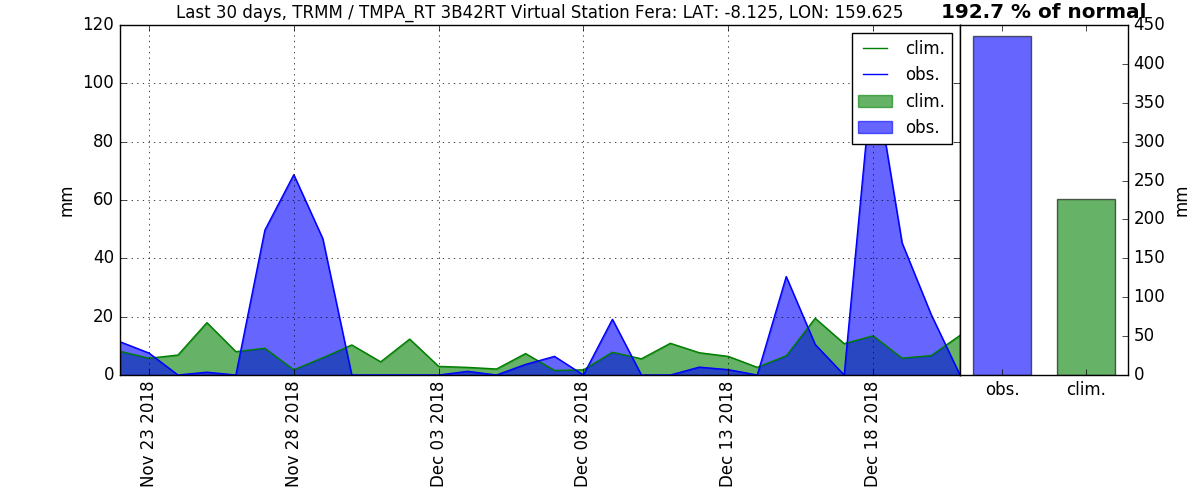 Last 30 days, TRMM / TMPA_RT 3B42RT Virtual Station Fera: LAT: -8.125, LON: 159.625
192.7 % of normal
120
100
80
60
40
20
0
mm
clim.
obs.
clim.
obs.
450
400
350
300
250
200
150
100
50
0
mm
Nov 23 2018
Nov 28 2018
Dec 03 2018
Dec 08 2018
Dec 13 2018
Dec 18 2018
obs.
clim.